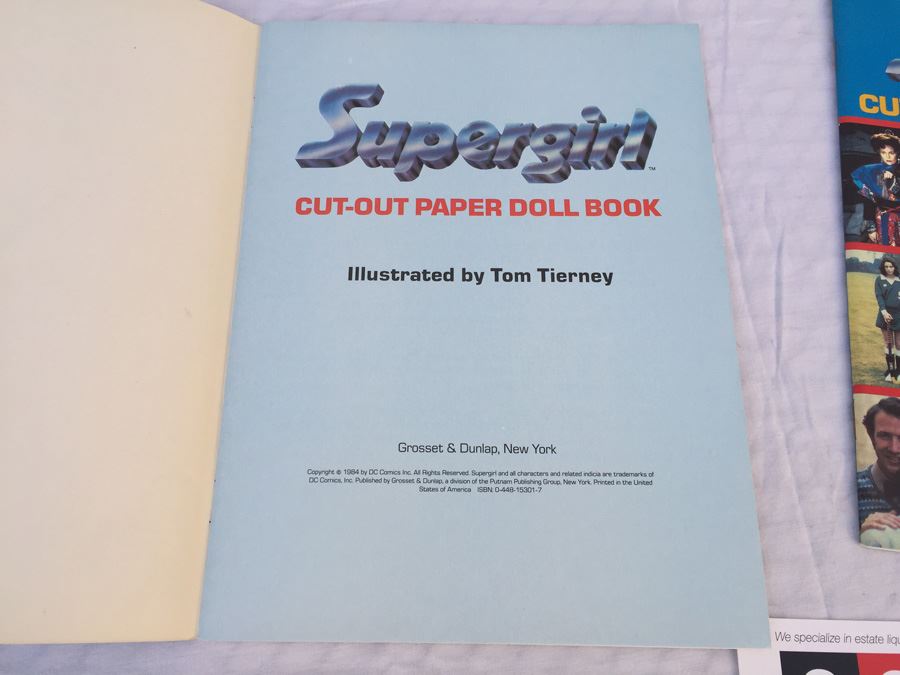 Supergirl™
CUT-OUT PAPER DOLL BOOK
Illustrated by Tom Tierney
Grosset & Dunlap, New York
Copyright © 1984 by DC Comics Inc. All Rights Reserved. Supergirl and all characters and related indicia are trademarks of
DC Comics, Inc. Published by Grosset & Dunlap, a division of the Putnam Publishing Group, New York. Printed in the United
States of America ISBN: 0-448-15301-7
CU
We specialize in estate liq